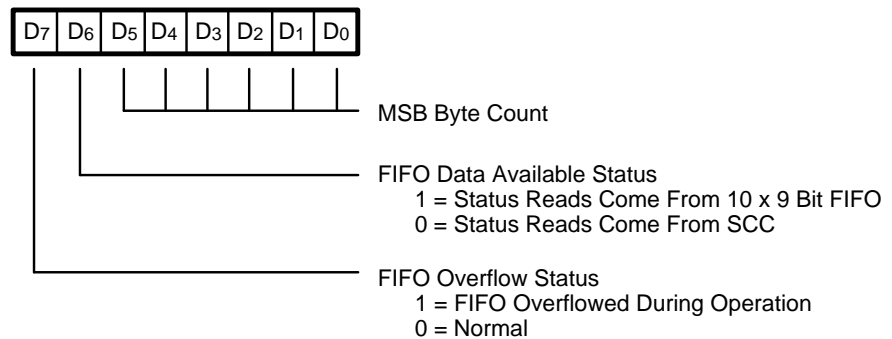 D7 D6 D5 D4 D3 D2 D1 D0
MSB Byte Count
FIFO Data Available Status
1 = Status Reads Come From 10 x 9 Bit FIFO
0 = Status Reads Come From SCC
FIFO Overflow Status
1 = FIFO Overflowed During Operation
0 = Normal